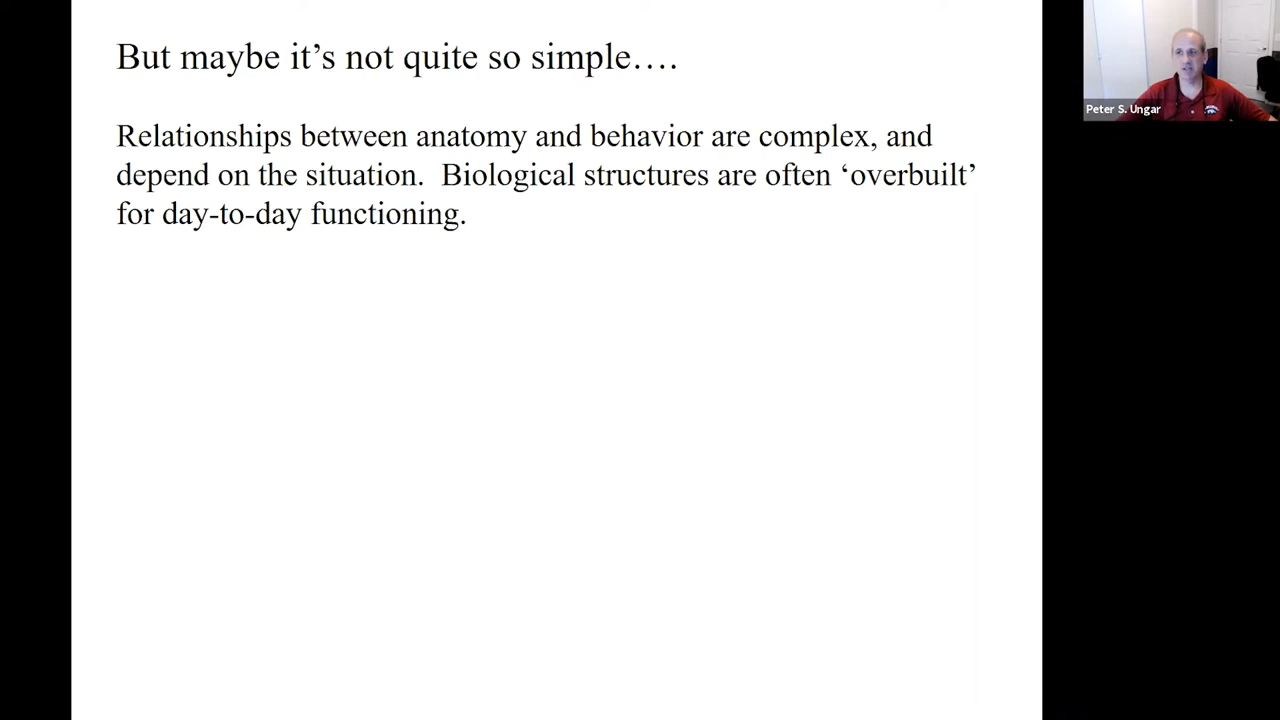 But maybe it’s not quite so simple….
Relationships between anatomy and behavior are complex, and
depend on the situation.  Biological structures are often ‘overbuilt’
for day-to-day functioning.
Peter S. Ungar